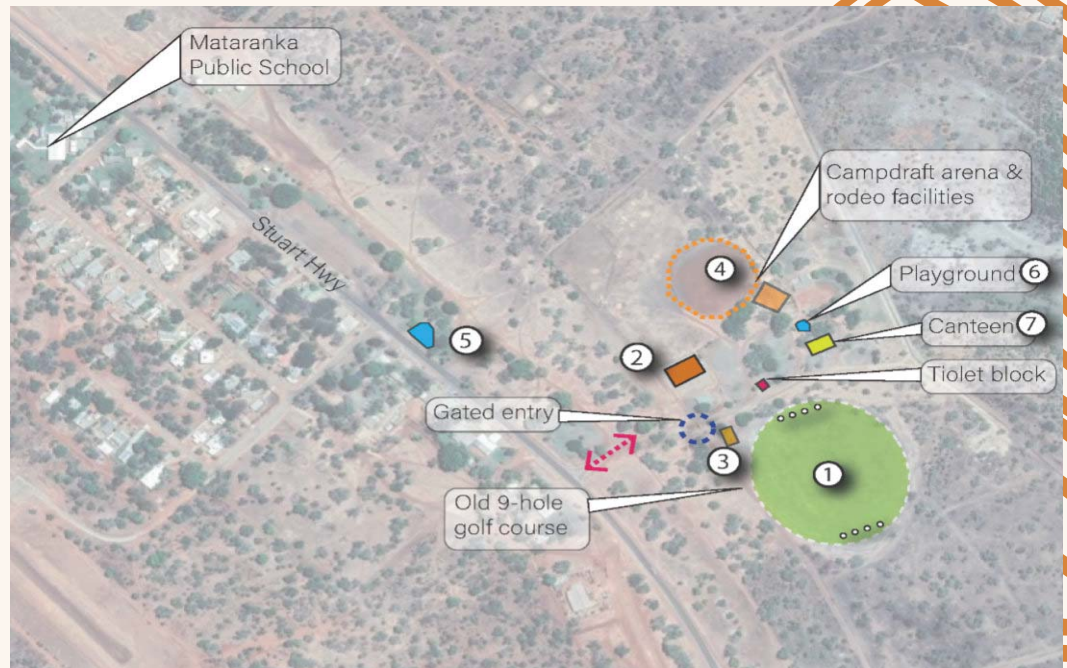 Mataranka
Public School
Stuart Hwy
Campdraft arena &
rodeo facilities
4
Playground 6
5
Canteen 7
2
Tiolet block
Gated entry
3
1
Old 9-hole
golf course